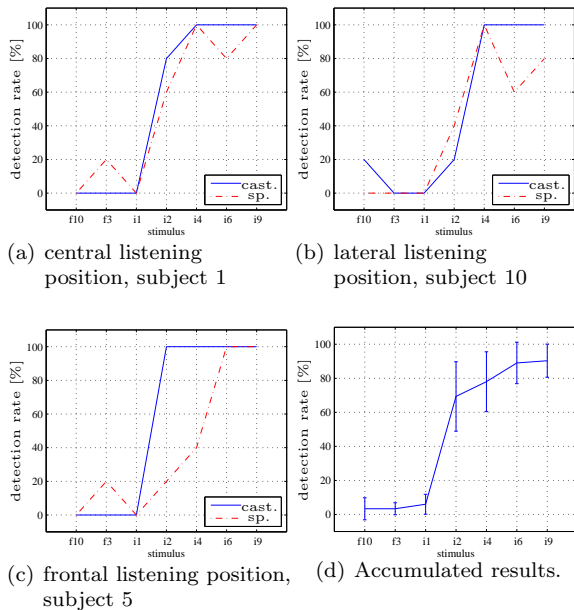 detection rate [%]
100
80
60
40
20
0
f10 f3 i1 i2 i4 i6 i9
stimulus
cast.
sp.
(a) central listening
position, subject 1
detection rate [%]
100
80
60
40
20
0
f10 f3 i1 i2 i4 i6 i9
stimulus
cast.
sp.
(b) lateral listening
position, subject 10
detection rate [%]
100
80
60
40
20
0
f10 f3 i1 i2 i4 i6 i9
stimulus
cast.
sp.
(c) frontal listening position,
subject 5
detection rate [%]
100
80
60
40
20
0
f10 f3 i1 i2 i4 i6 i9
stimulus
(d) Accumulated results.